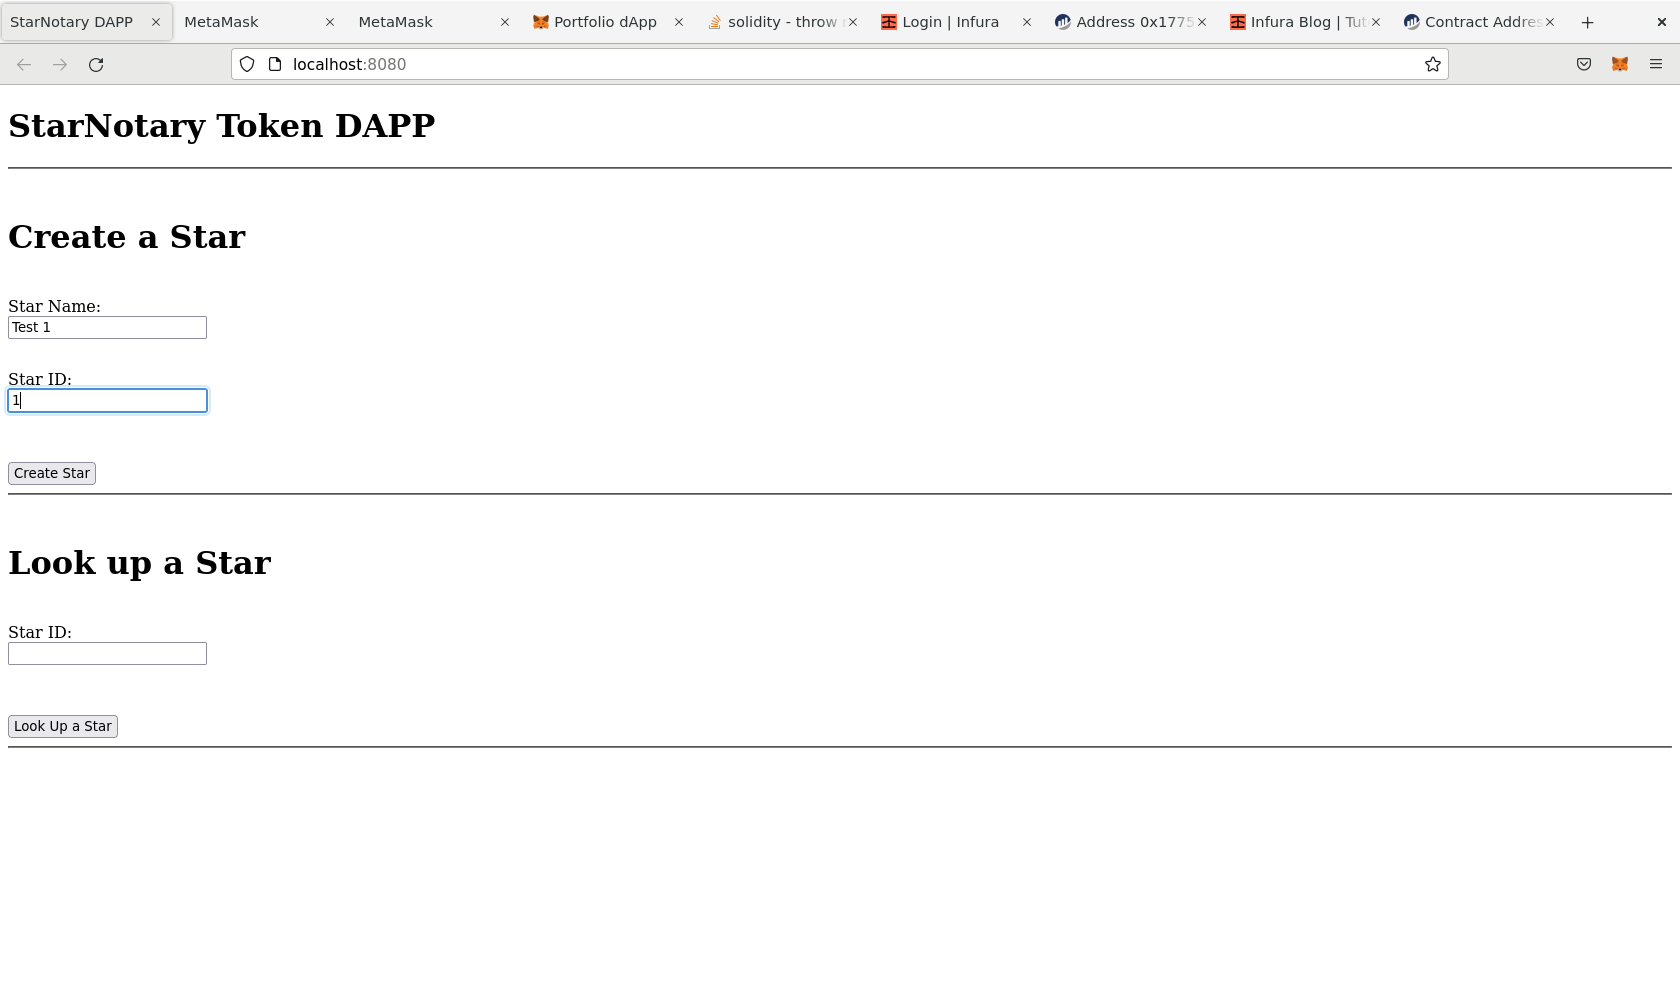 StarNotary DAPP
MetaMask
MetaMask
Portfolio dApp
solidity - throw
Login | Infura
Address 0x1775
Infura Blog | Tut
Contract Addres
localhost:8080
StarNotary Token DAPP
Create a Star
Star Name:
Test 1
Star ID:
1
Create Star
Look up a Star
Star ID:
Look Up a Star